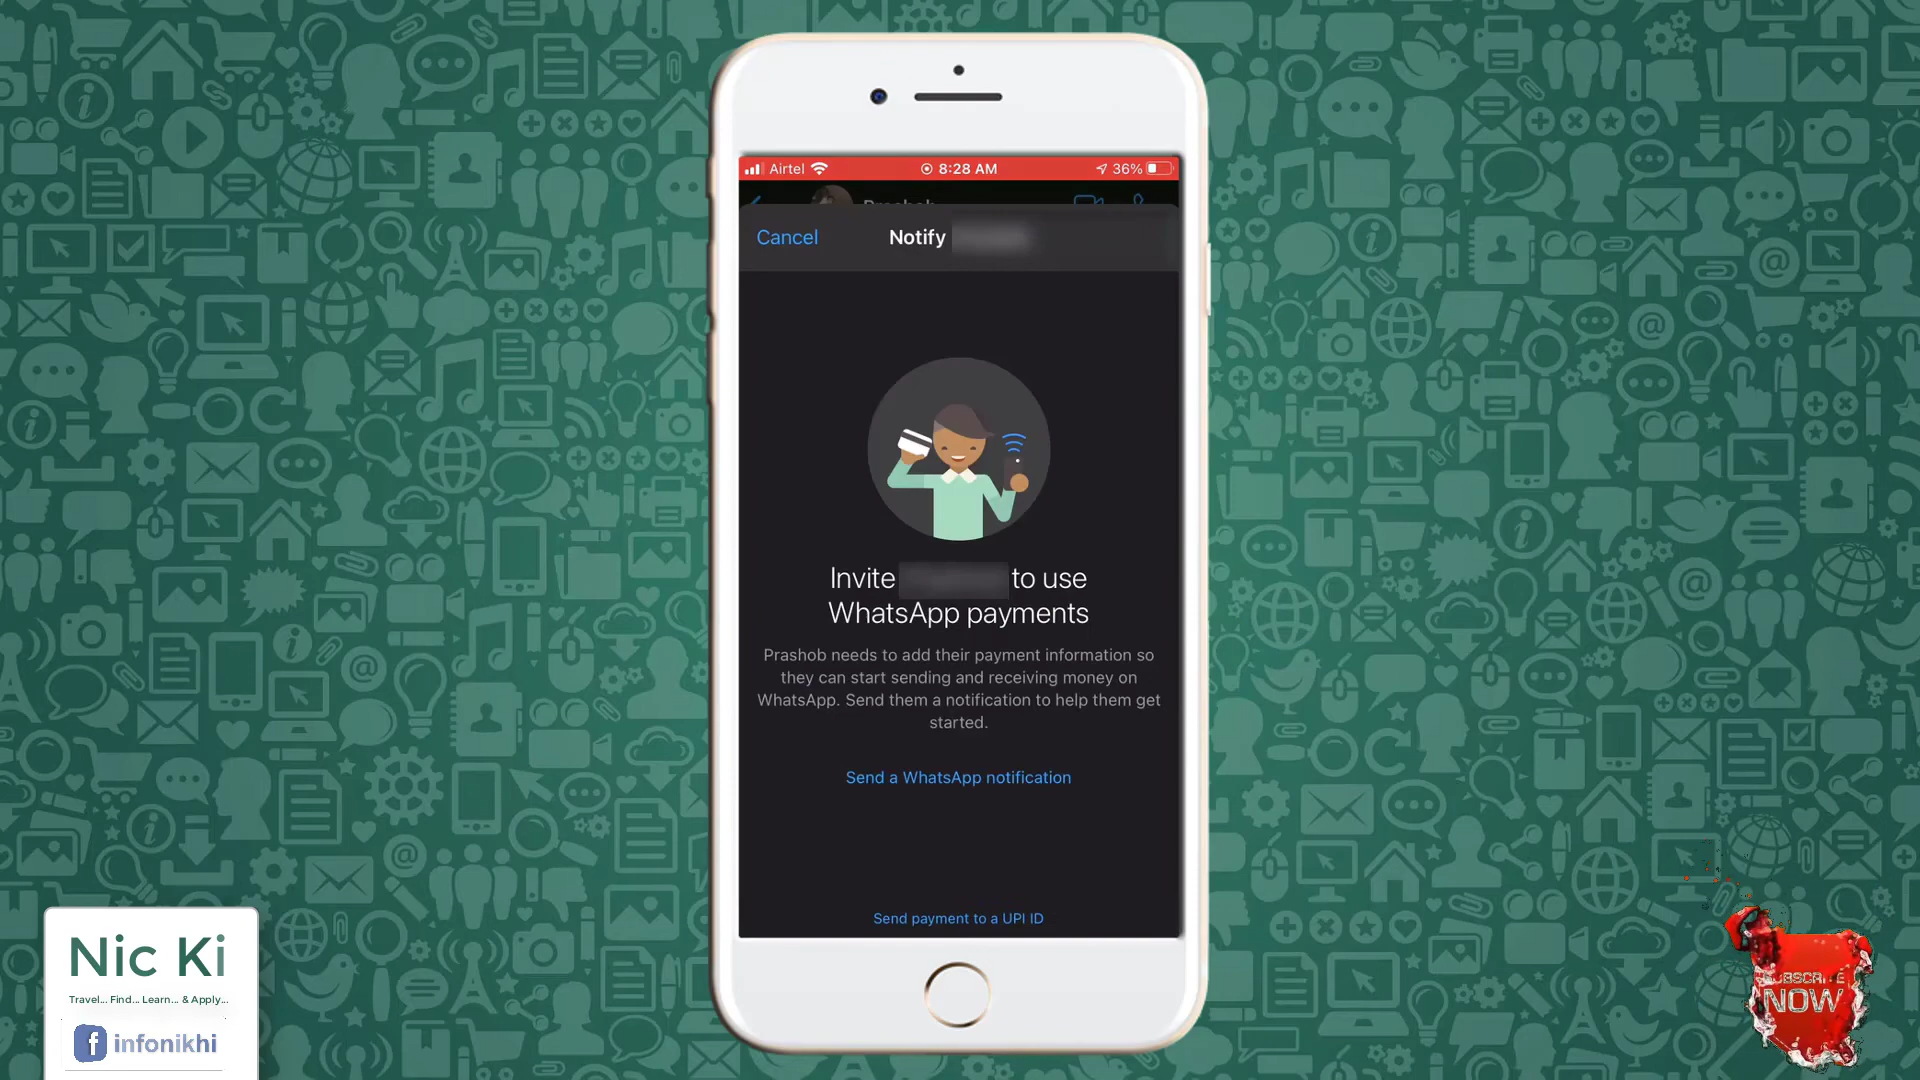 Airtel 8:28 AM 36%
Cancel Notify
Invite to use
WhatsApp payments
Prashob needs to add their payment information so
they can start sending and receiving money on
WhatsApp. Send them a notification to help them get
started.
Send a WhatsApp notification
Send payment to a UPI ID
Nic Ki
Travel... Find... Learn... & Apply...
f infonikhi
SUBSCRIBE
NOW